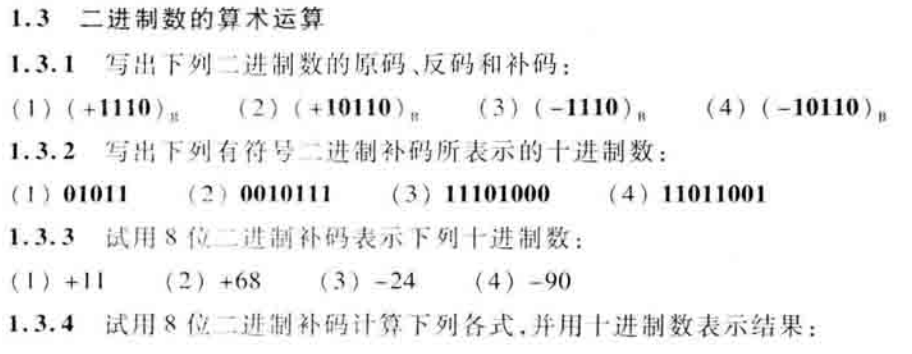 1.3 二进制数的算术运算
1.3.1 写出下列二进制数的原码、反码和补码：
(1) (+1110)B (2) (+10110)B (3) (-1110)B (4) (-10110)B
1.3.2 写出下列有符号二进制补码所表示的十进制数：
(1) 01011 (2) 0010111 (3) 11101000 (4) 11011001
1.3.3 试用8位二进制补码表示下列十进制数：
(1) +11 (2) +68 (3) -24 (4) -90
1.3.4 试用8位二进制补码计算下列各式，并用十进制数表示结果：